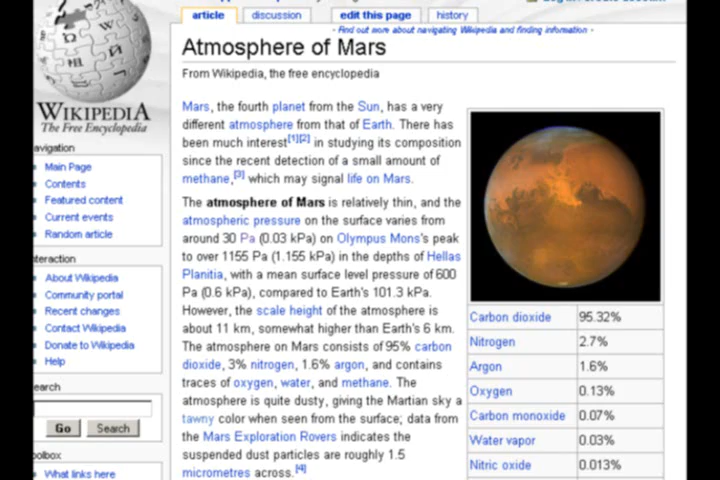 article
discussion
edit this page
history
- Find out more about navigating Wikipedia and finding information -
Atmosphere of Mars
From Wikipedia, the free encyclopedia
WIKIPEDIA
The Free Encyclopedia
avigation
Main Page
Contents
Featured content
Current events
Random article
nteraction
About Wikipedia
Community portal
Recent changes
Contact Wikipedia
Donate to Wikipedia
Help
earch
Go
Search
oolbox
What links here
Mars, the fourth planet from the Sun, has a very
different atmosphere from that of Earth. There has
been much interest[1][2] in studying its composition
since the recent detection of a small amount of
methane,[3] which may signal life on Mars.
The atmosphere of Mars is relatively thin, and the
atmospheric pressure on the surface varies from
around 30 Pa (0.03 kPa) on Olympus Mons's peak
to over 1155 Pa (1.155 kPa) in the depths of Hellas
Planitia, with a mean surface level pressure of 600
Pa (0.6 kPa), compared to Earth's 101.3 kPa.
However, the scale height of the atmosphere is
about 11 km, somewhat higher than Earth's 6 km.
The atmosphere on Mars consists of 95% carbon
dioxide, 3% nitrogen, 1.6% argon, and contains
traces of oxygen, water, and methane. The
atmosphere is quite dusty, giving the Martian sky a
tawny color when seen from the surface; data from
the Mars Exploration Rovers indicates the
suspended dust particles are roughly 1.5
micrometres across.[4]
Carbon dioxide 95.32%
Nitrogen 2.7%
Argon 1.6%
Oxygen 0.13%
Carbon monoxide 0.07%
Water vapor 0.03%
Nitric oxide 0.013%